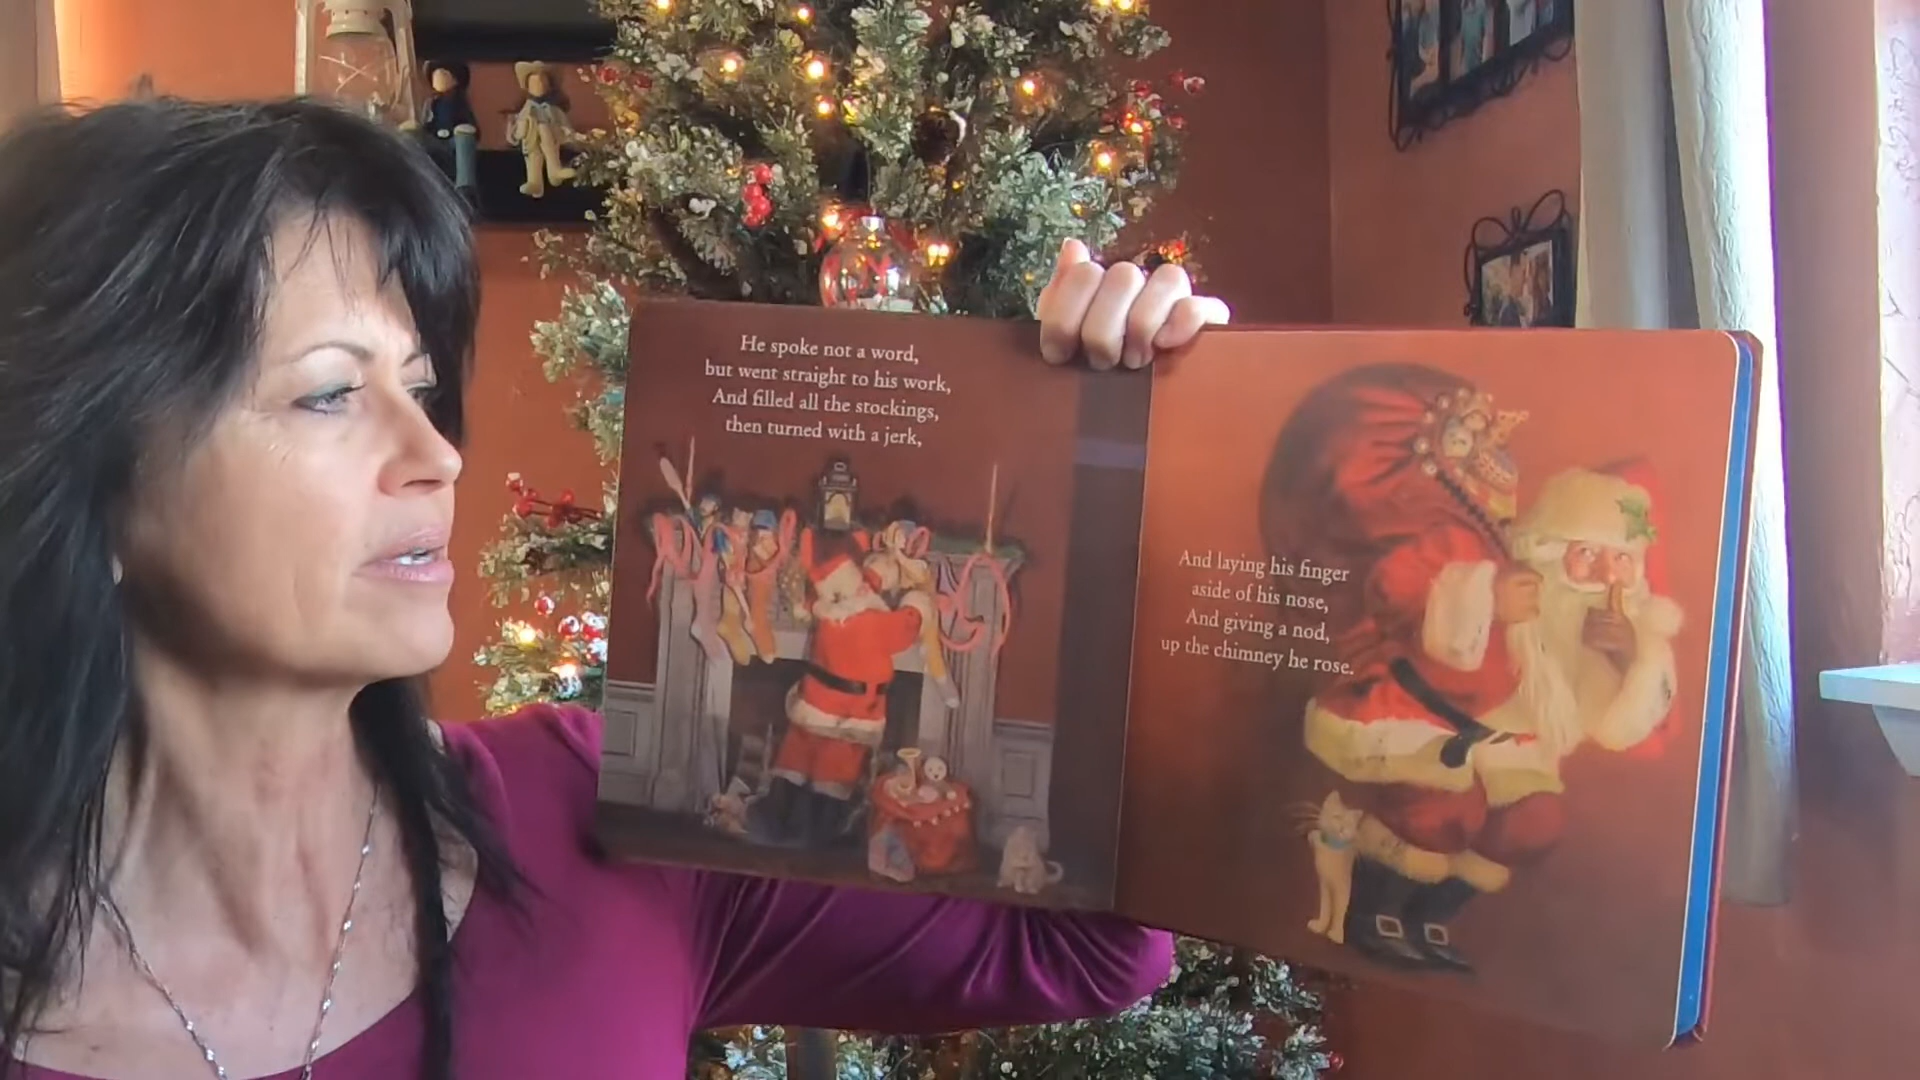 He spoke not a word,
but went straight to his work,
And filled all the stockings,
then turned with a jerk,
And laying his finger
aside of his nose,
And giving a nod,
up the chimney he rose.